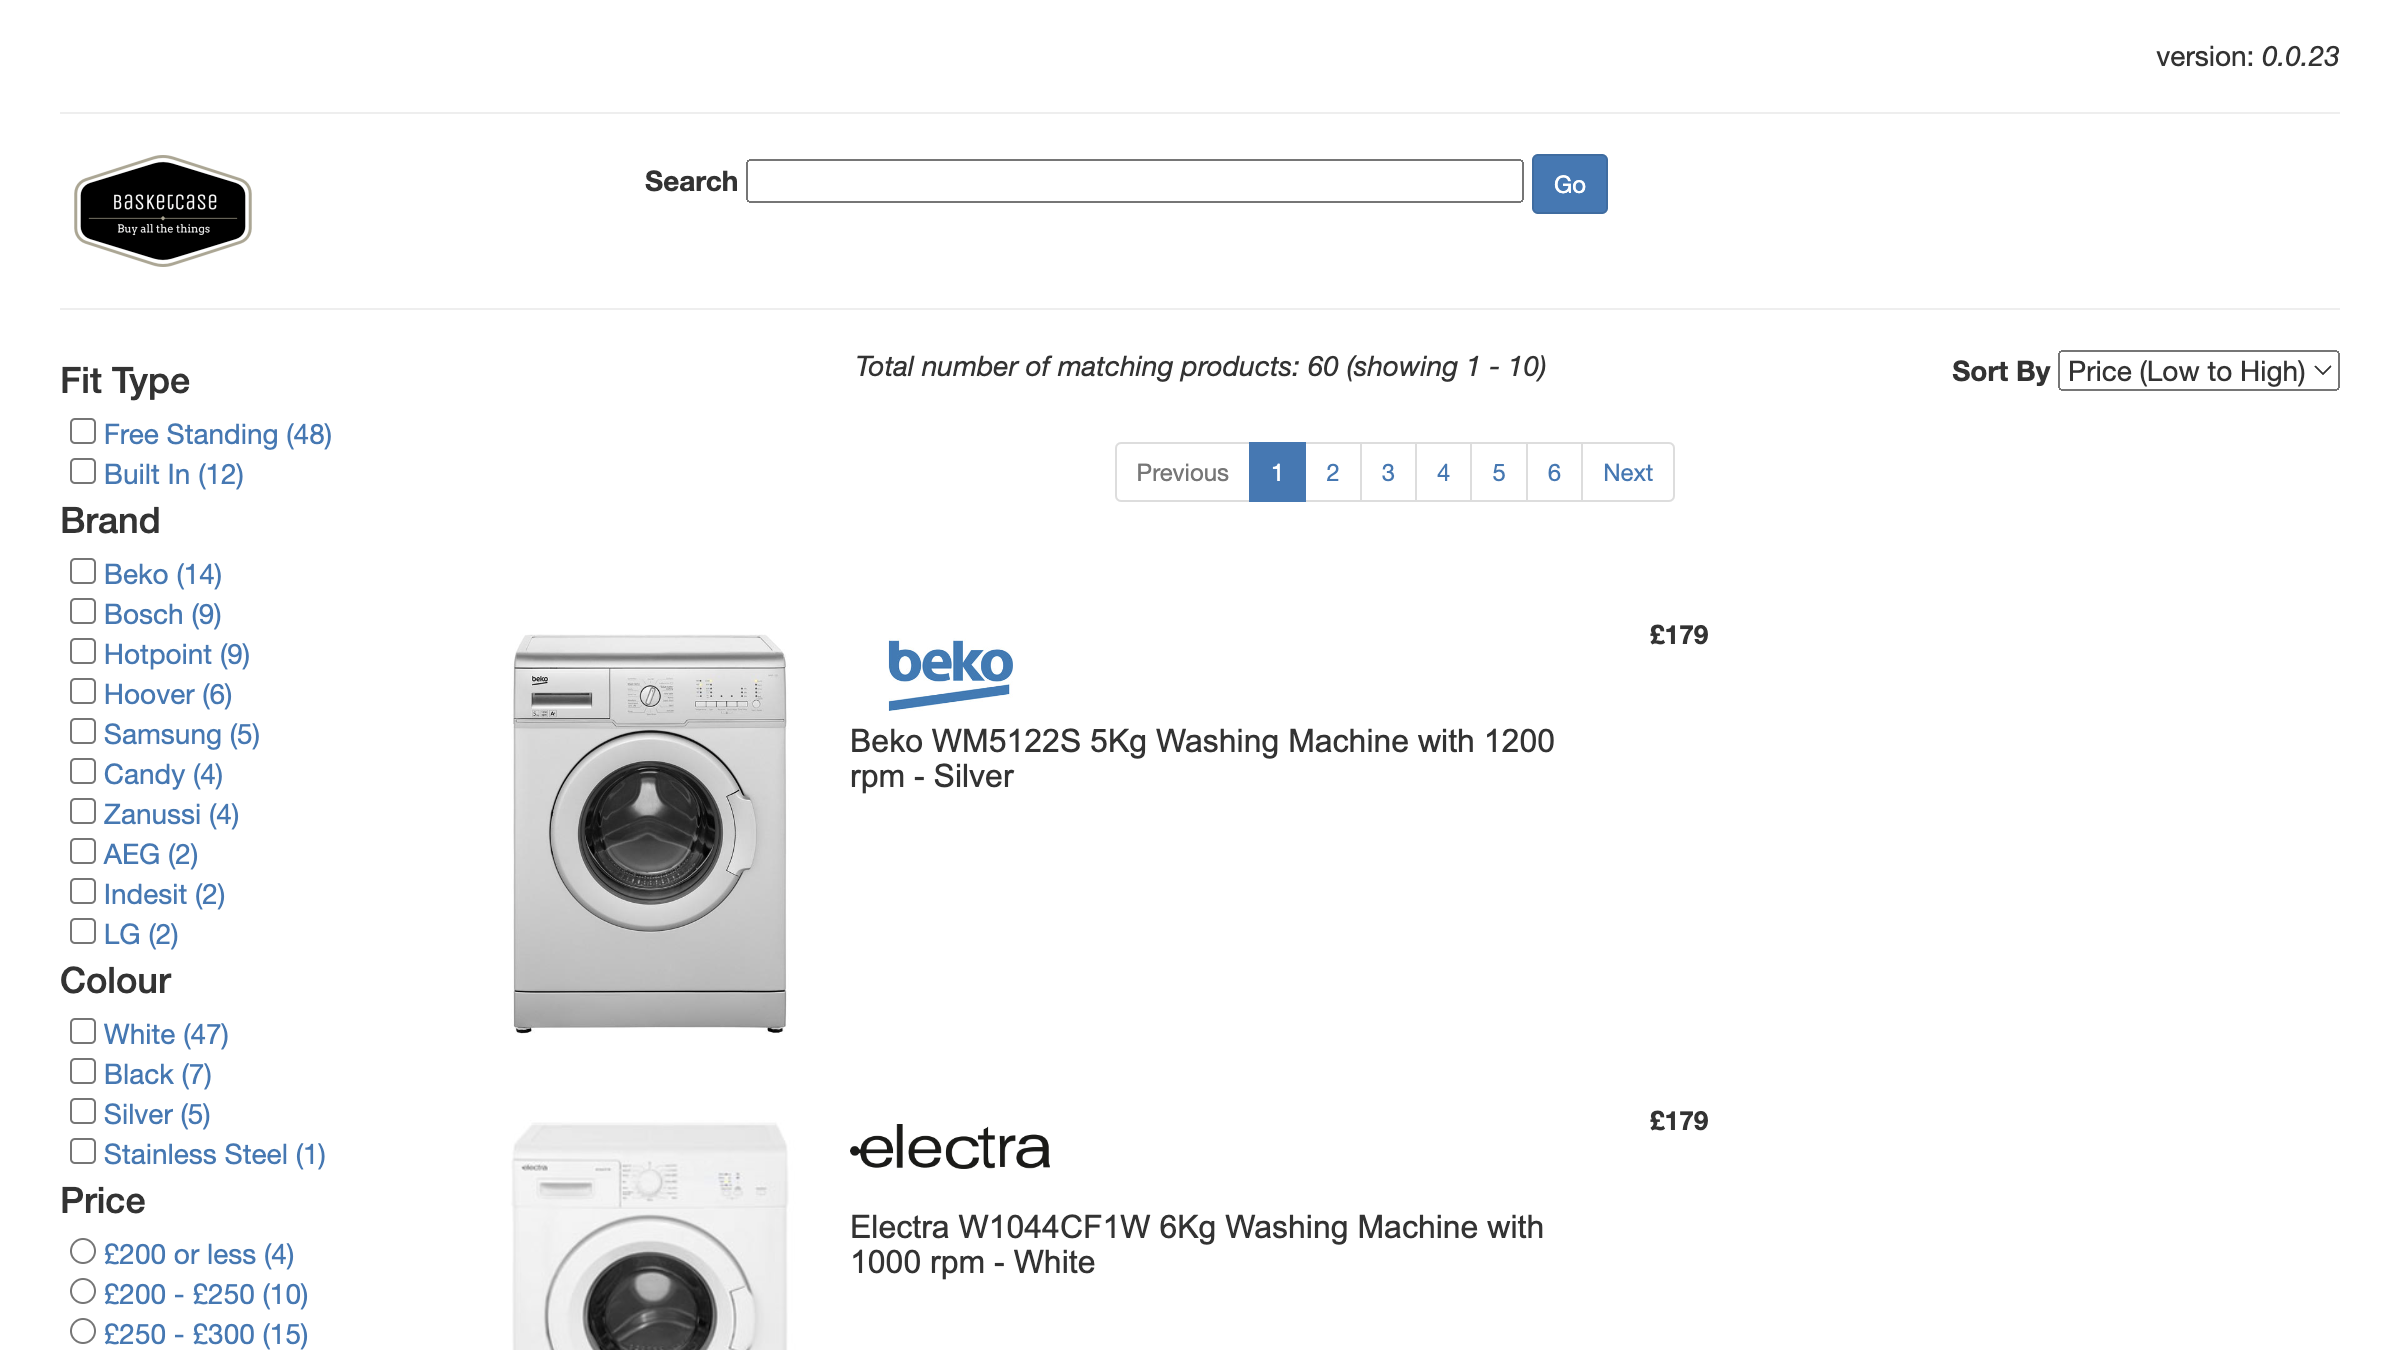 version: 0.0.23
BASKETCASE
Buy all the things
Search
Go
Fit Type
Free Standing (48)
Built In (12)
Brand
Beko (14)
Bosch (9)
Hotpoint (9)
Hoover (6)
Samsung (5)
Candy (4)
Zanussi (4)
AEG (2)
Indesit (2)
LG (2)
Colour
White (47)
Black (7)
Silver (5)
Stainless Steel (1)
Price
£200 or less (4)
£200 - £250 (10)
£250 - £300 (15)
Total number of matching products: 60 (showing 1 - 10)
Sort By Price (Low to High)
Previous 1 2 3 4 5 6 Next
beko
beko
£179
Beko WM5122S 5Kg Washing Machine with 1200
rpm - Silver
electra
electra
£179
Electra W1044CF1W 6Kg Washing Machine with
1000 rpm - White